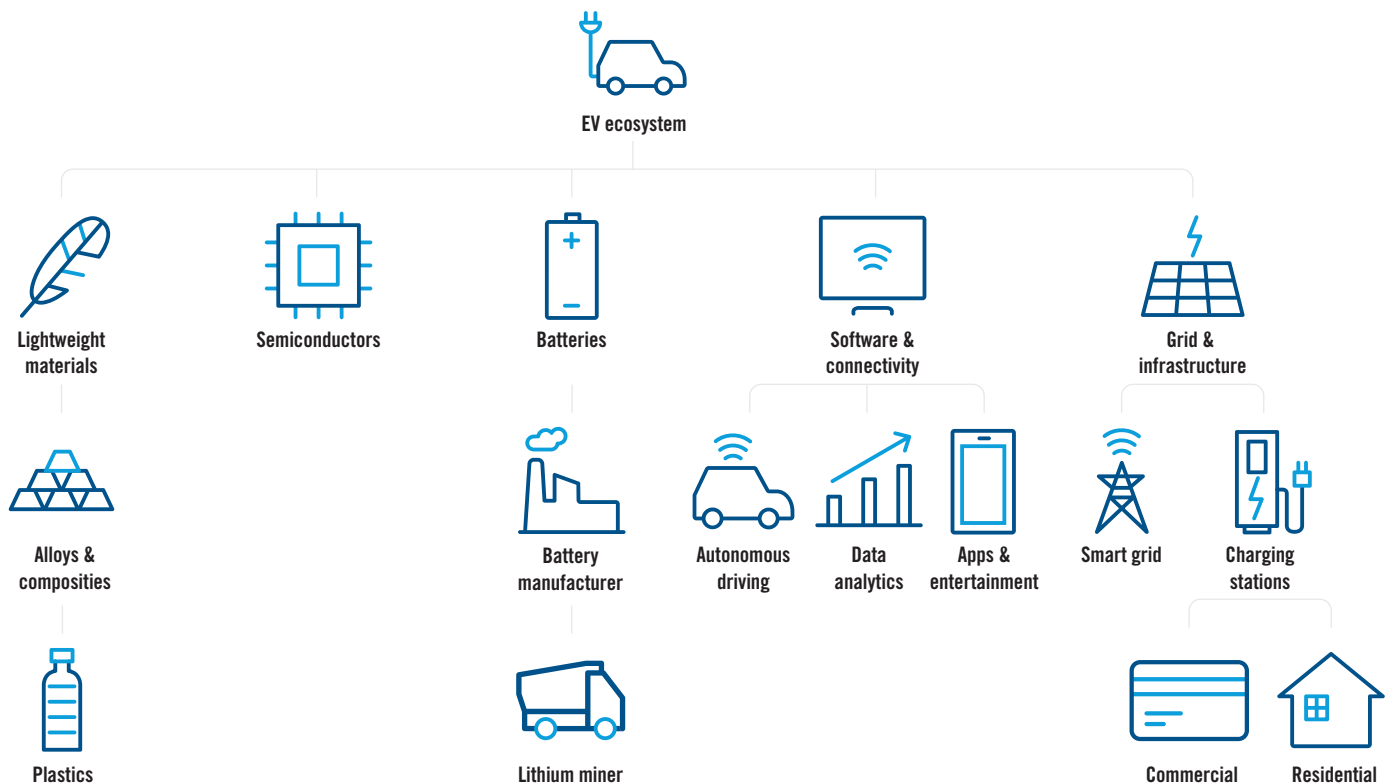 EV ecosystem
Lightweight
materials
Semiconductors
Batteries
Software &
connectivity
Grid &
infrastructure
Alloys &
composities
Battery
manufacturer
Autonomous
driving
Data
analytics
Apps &
entertainment
Smart grid
Charging
stations
Plastics
Lithium miner
Commercial
Residential